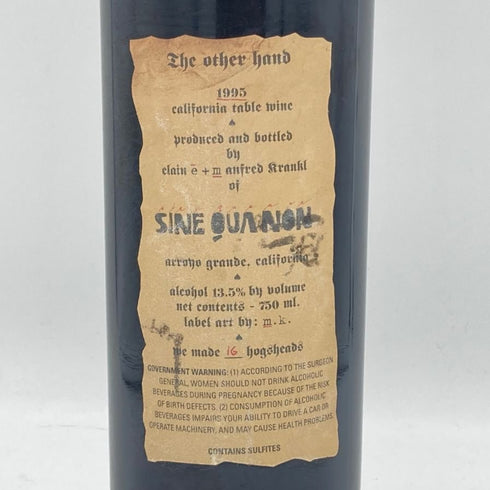 The other hand
1995
california table wine
produced and bottled
by
elain e + m anfred Krankl
of
SINE QUA NON
arroyo grande, california
alcohol 13.5% by volume
net contents - 750 ml.
label art by: m.k.
we made 16 hogsheads
GOVERNMENT WARNING: (1) ACCORDING TO THE SURGEON
GENERAL, WOMEN SHOULD NOT DRINK ALCOHOLIC
BEVERAGES DURING PREGNANCY BECAUSE OF THE RISK
OF BIRTH DEFECTS. (2) CONSUMPTION OF ALCOHOLIC
BEVERAGES IMPAIRS YOUR ABILITY TO DRIVE A CAR OR
OPERATE MACHINERY, AND MAY CAUSE HEALTH PROBLEMS.
CONTAINS SULFITES